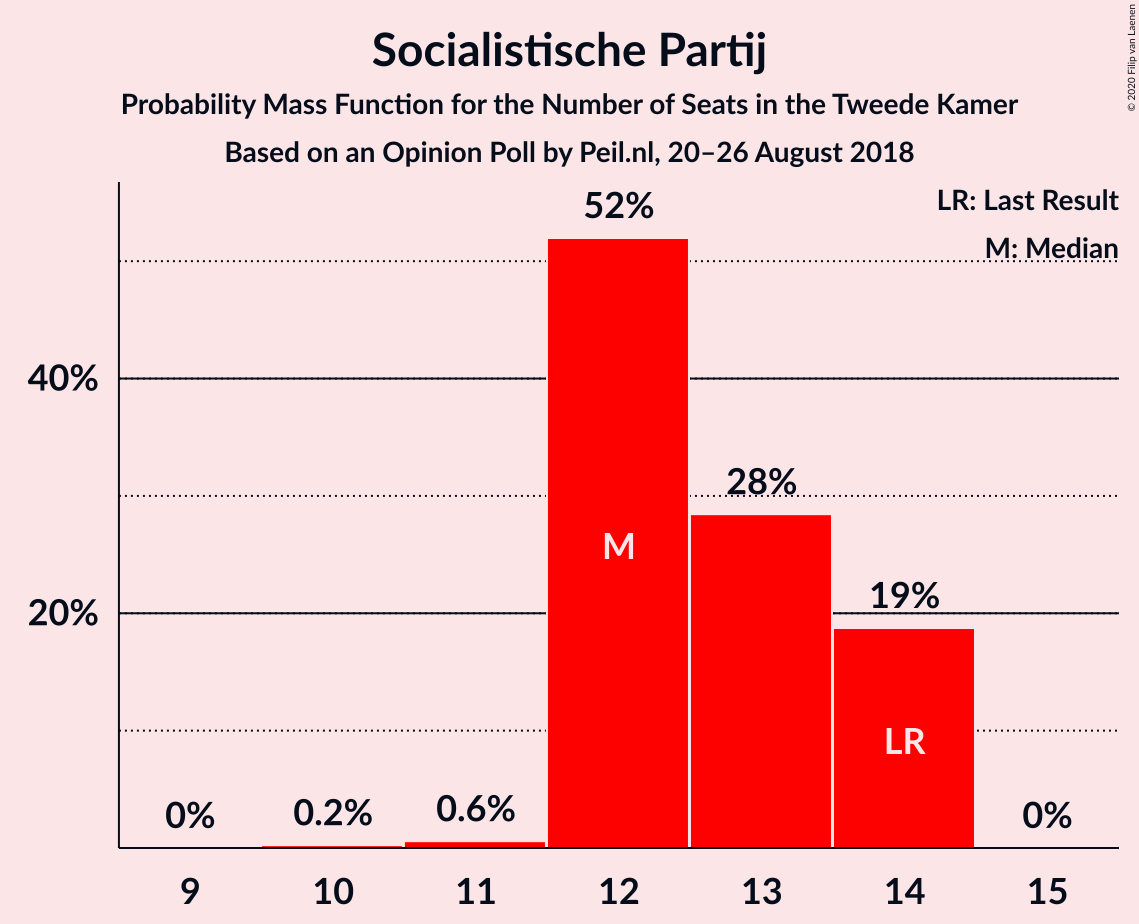 Socialistische Partij
Probability Mass Function for the Number of Seats in the Tweede Kamer
Based on an Opinion Poll by Peil.nl, 20–26 August 2018
© 2020 Filip van Laenen
LR: Last Result
M: Median
52%
40%
28%
M
19%
20%
LR
0%
0.2%
0.6%
0%
9
10
11
12
13
14
15